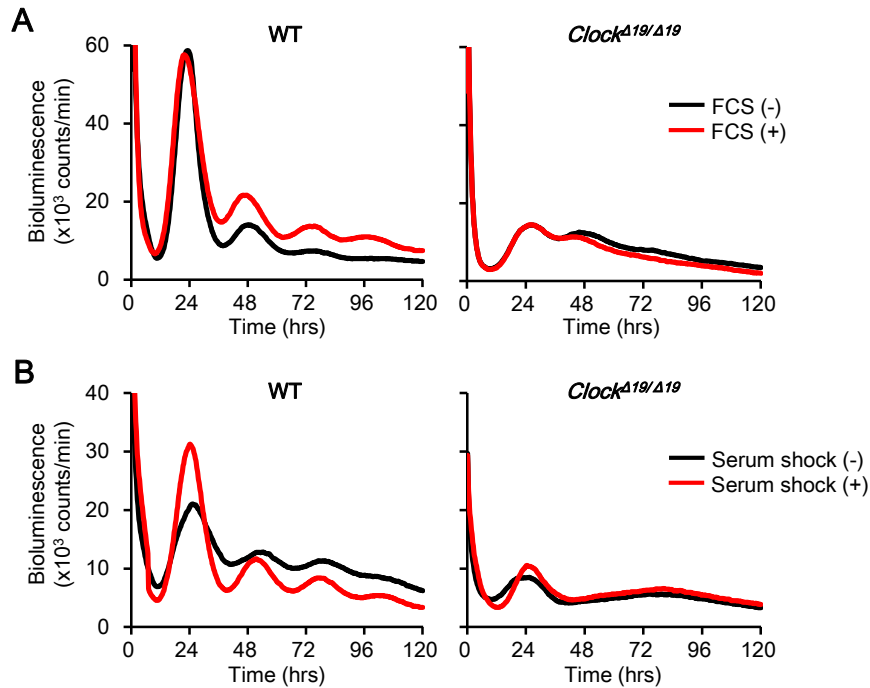 A
WT
Clock^Δ19/Δ19
Bioluminescence
(x10³ counts/min)
60
40
20
0
0 24 48 72 96 120
Time (hrs)
0 24 48 72 96 120
Time (hrs)
FCS (-)
FCS (+)
B
WT
Clock^Δ19/Δ19
Bioluminescence
(x10³ counts/min)
40
30
20
10
0
0 24 48 72 96 120
Time (hrs)
0 24 48 72 96 120
Time (hrs)
Serum shock (-)
Serum shock (+)